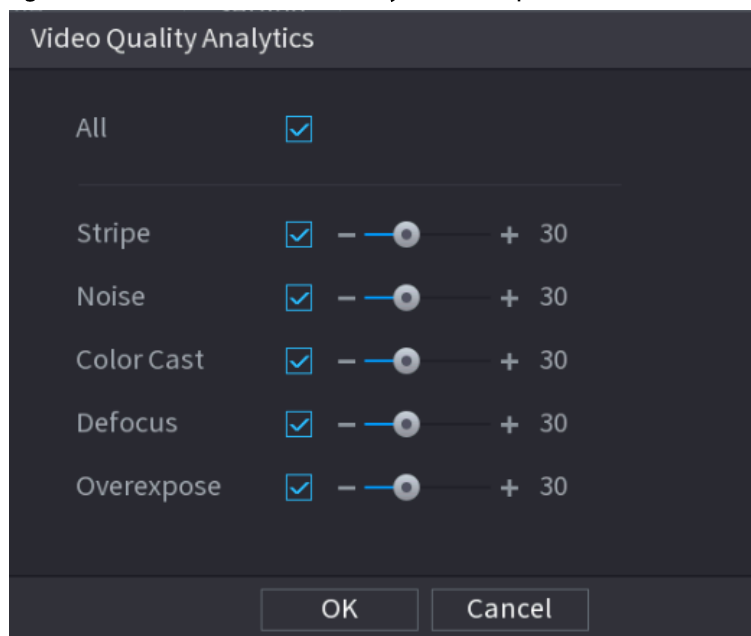 Video Quality Analytics
All
Stripe 30
Noise 30
Color Cast 30
Defocus 30
Overexpose 30
OK Cancel